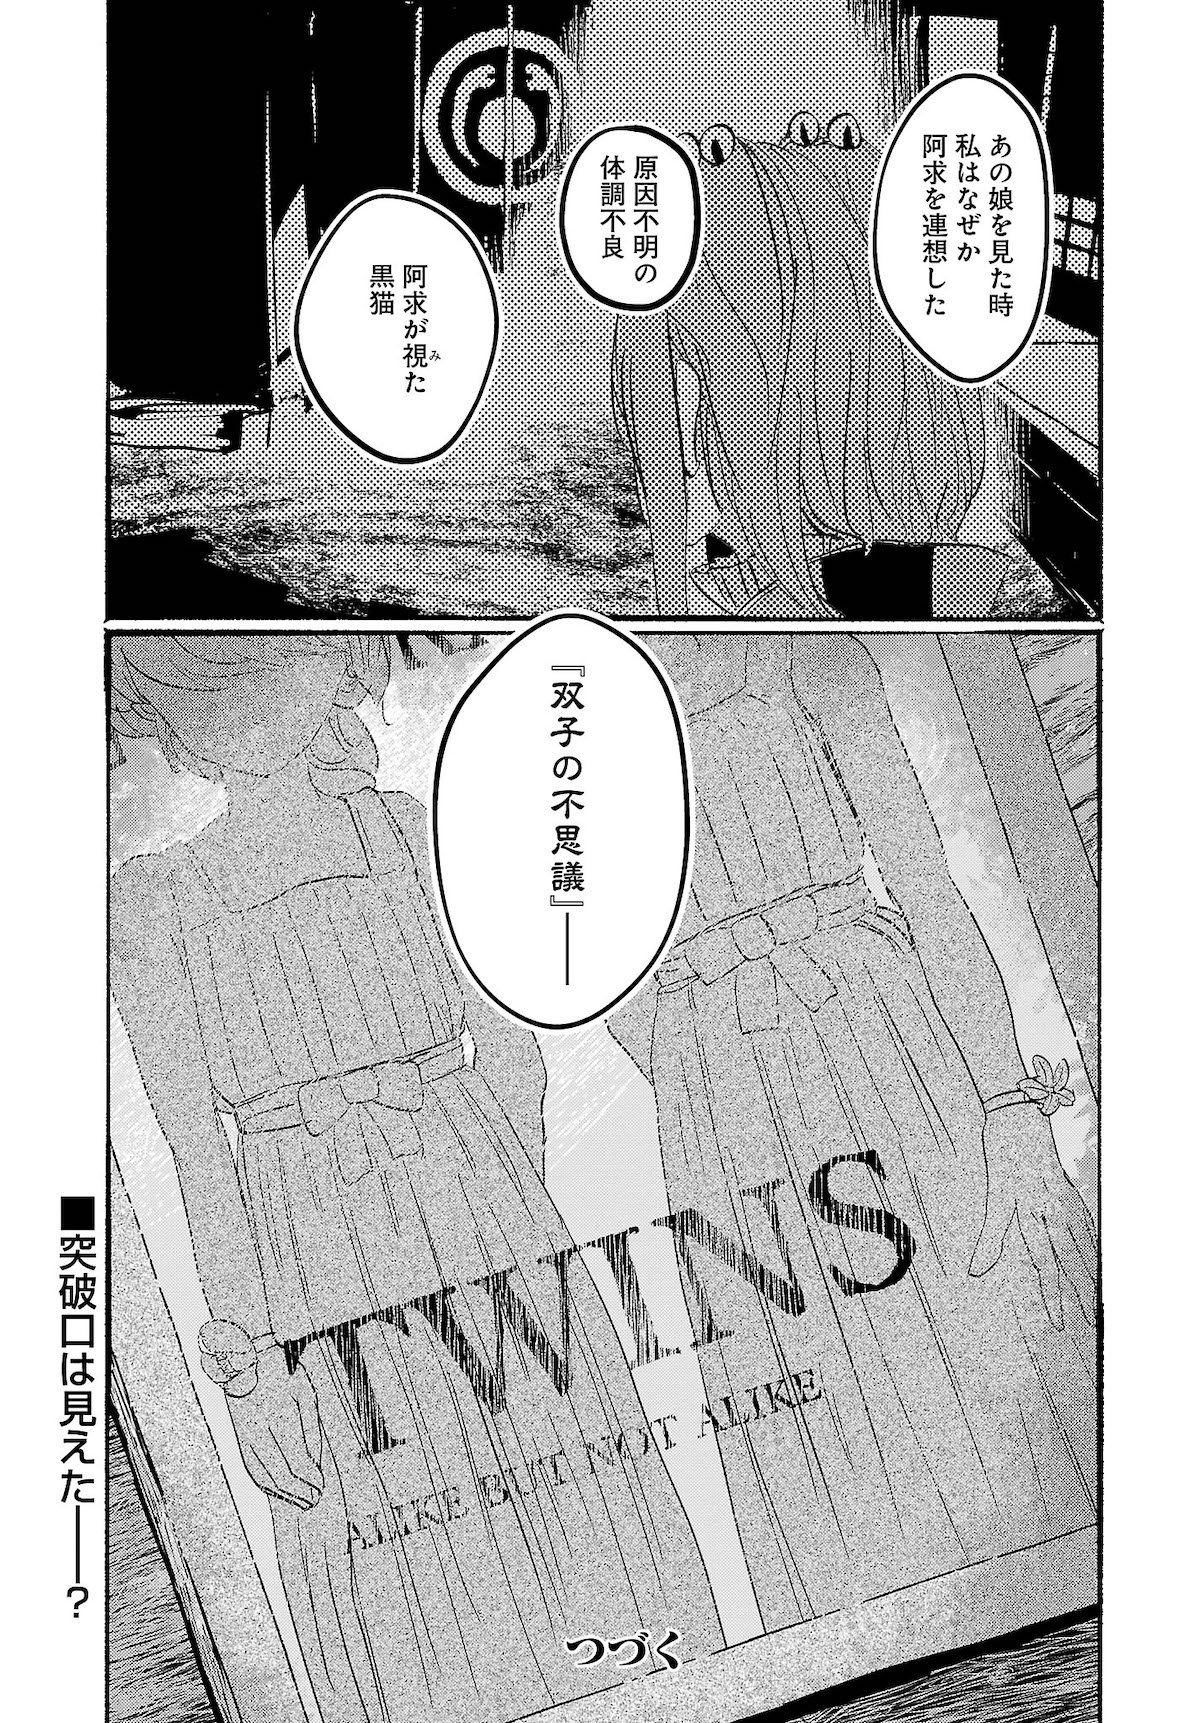 あの娘を見た時
私はなぜか
阿求を連想した
原因不明の
体調不良
阿求が視た
み
黒猫
『双子の不思議』――
TWINS
ALIKE BUT NOT ALIKE
つづく
■突破口は見えた――？